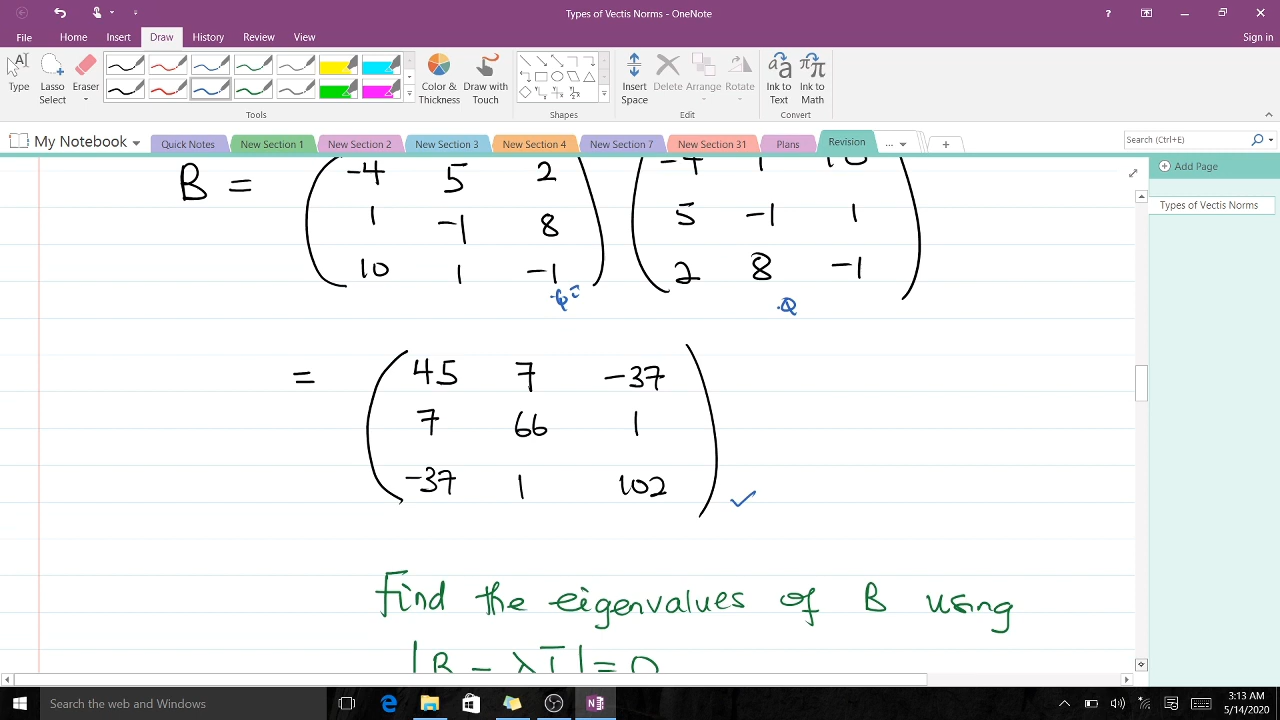 Types of Vectis Norms - OneNote
File Home Insert Draw History Review View Sign in
Type
Lasso Select
Eraser
Color & Thickness
Draw with Touch
Insert Space
Delete
Arrange
Rotate
Ink to Text
Ink to Math
Tools
Shapes
Edit
Convert
My Notebook Quick Notes New Section 1 New Section 2 New Section 3 New Section 4 New Section 7 New Section 31 Plans Revision ... +
Search (Ctrl+E)
Add Page
Types of Vectis Norms
B = ( -4 5 2 ) ( -4 1 10 )
1 -1 8 5 -1 1
10 1 -1 2 8 -1
= ( 45 7 -37 )
7 66 1
-37 1 102 ✓
Find the eigenvalues of B using
|B - λI| = 0
Search the web and Windows
3:13 AM
5/14/2020